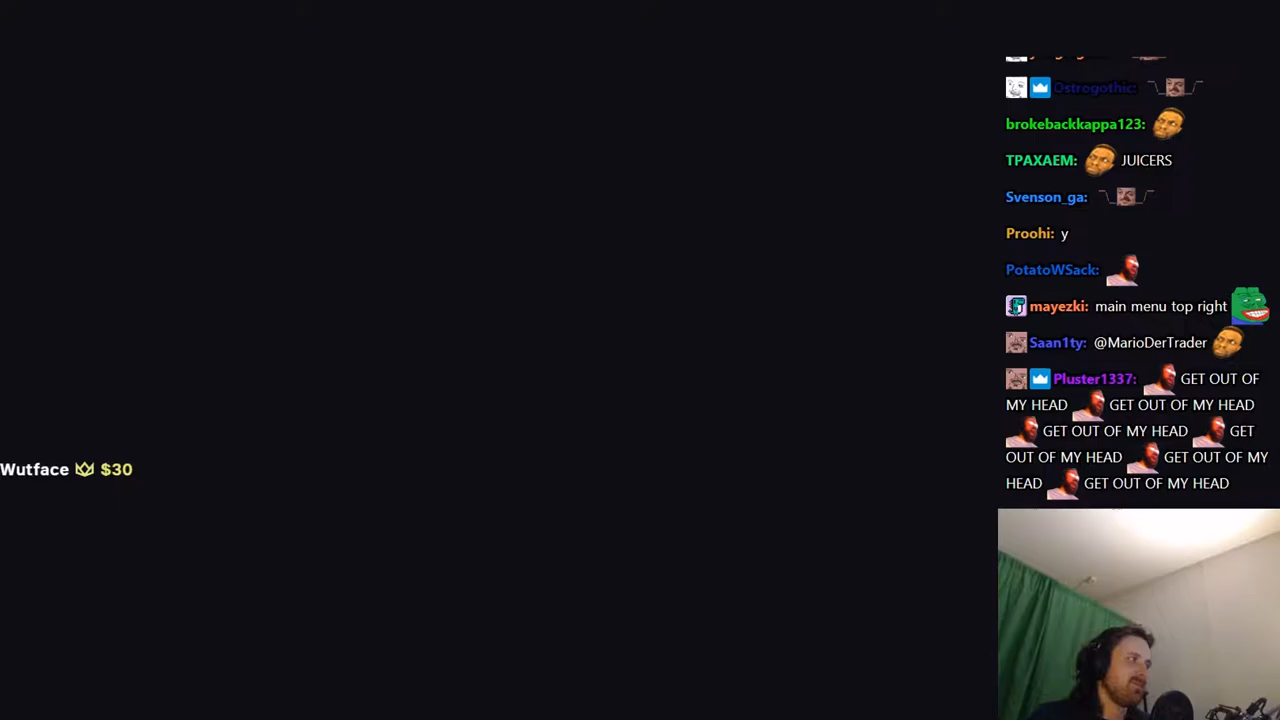 Dstrogothic:
brokebackkappa123:
TPAXAEM: JUICERS
Svenson_ga:
Proohi: y
PotatoWSack:
mayezki: main menu top right
Saan1ty: @MarioDerTrader
Pluster1337: GET OUT OF
MY HEAD GET OUT OF MY HEAD
GET OUT OF MY HEAD GET
OUT OF MY HEAD GET OUT OF MY
HEAD GET OUT OF MY HEAD
Wutface $30